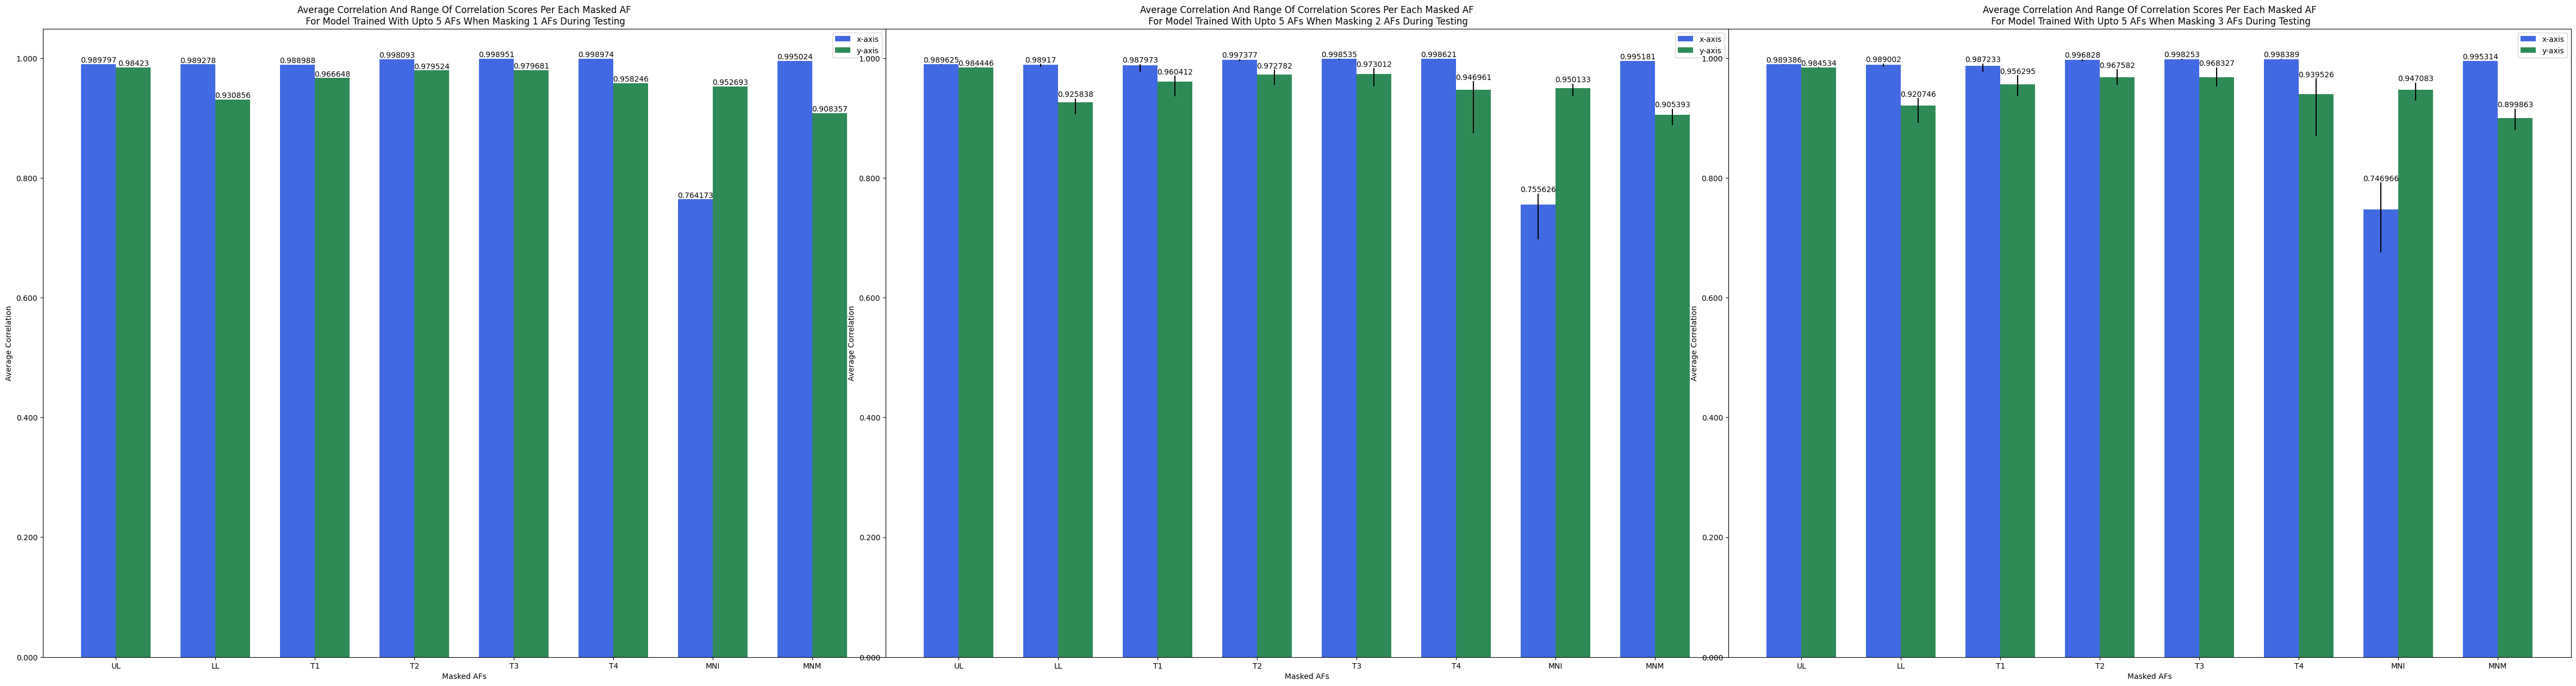 Average Correlation And Range Of Correlation Scores Per Each Masked AF
For Model Trained With Upto 5 AFs When Masking 1 AFs During Testing
x-axis
y-axis
Average Correlation
1.000
0.800
0.600
0.400
0.200
0.000
0.989797 0.98423 0.989278 0.930856 0.988988 0.966648 0.998093 0.979524 0.998951 0.979681 0.998974 0.958246 0.764173 0.952693 0.995024 0.908357
UL LL T1 T2 T3 T4 MNI MNM
Masked AFs
Average Correlation And Range Of Correlation Scores Per Each Masked AF
For Model Trained With Upto 5 AFs When Masking 2 AFs During Testing
x-axis
y-axis
Average Correlation
1.000
0.800
0.600
0.400
0.200
0.000
0.989625 0.984446 0.98917 0.925838 0.987973 0.960412 0.997377 0.972782 0.998535 0.973012 0.998621 0.946961 0.755626 0.950133 0.995181 0.905393
UL LL T1 T2 T3 T4 MNI MNM
Masked AFs
Average Correlation And Range Of Correlation Scores Per Each Masked AF
For Model Trained With Upto 5 AFs When Masking 3 AFs During Testing
x-axis
y-axis
Average Correlation
1.000
0.800
0.600
0.400
0.200
0.000
0.989386 0.984534 0.989002 0.920746 0.987233 0.956295 0.996828 0.967582 0.998253 0.968327 0.998389 0.939526 0.746966 0.947083 0.995314 0.899863
UL LL T1 T2 T3 T4 MNI MNM
Masked AFs